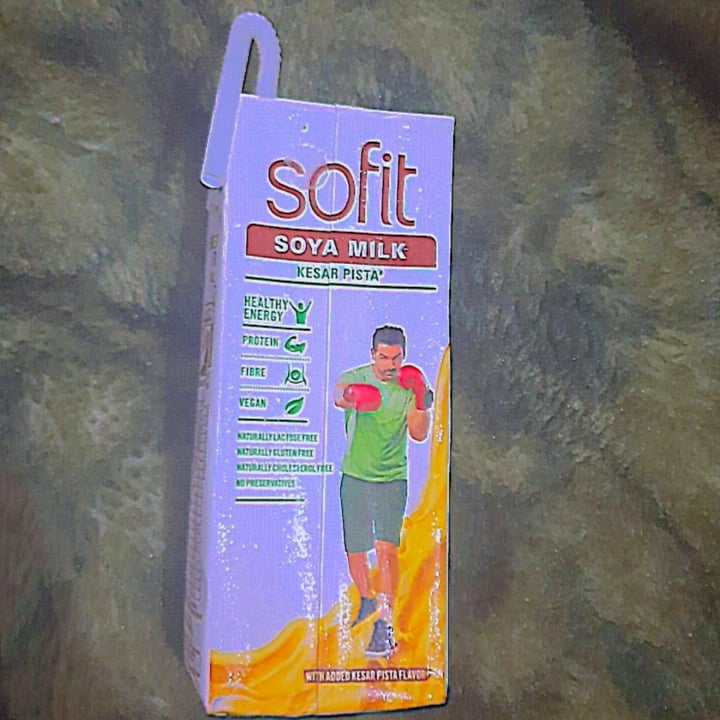 sofit
SOYA MILK
KESAR PISTA*
HEALTHY
ENERGY
PROTEIN
FIBRE
VEGAN
NATURALLY LACTOSE FREE
NATURALLY GLUTEN FREE
NATURALLY CHOLESTEROL FREE
NO PRESERVATIVES
WITH ADDED KESAR PISTA FLAVOR